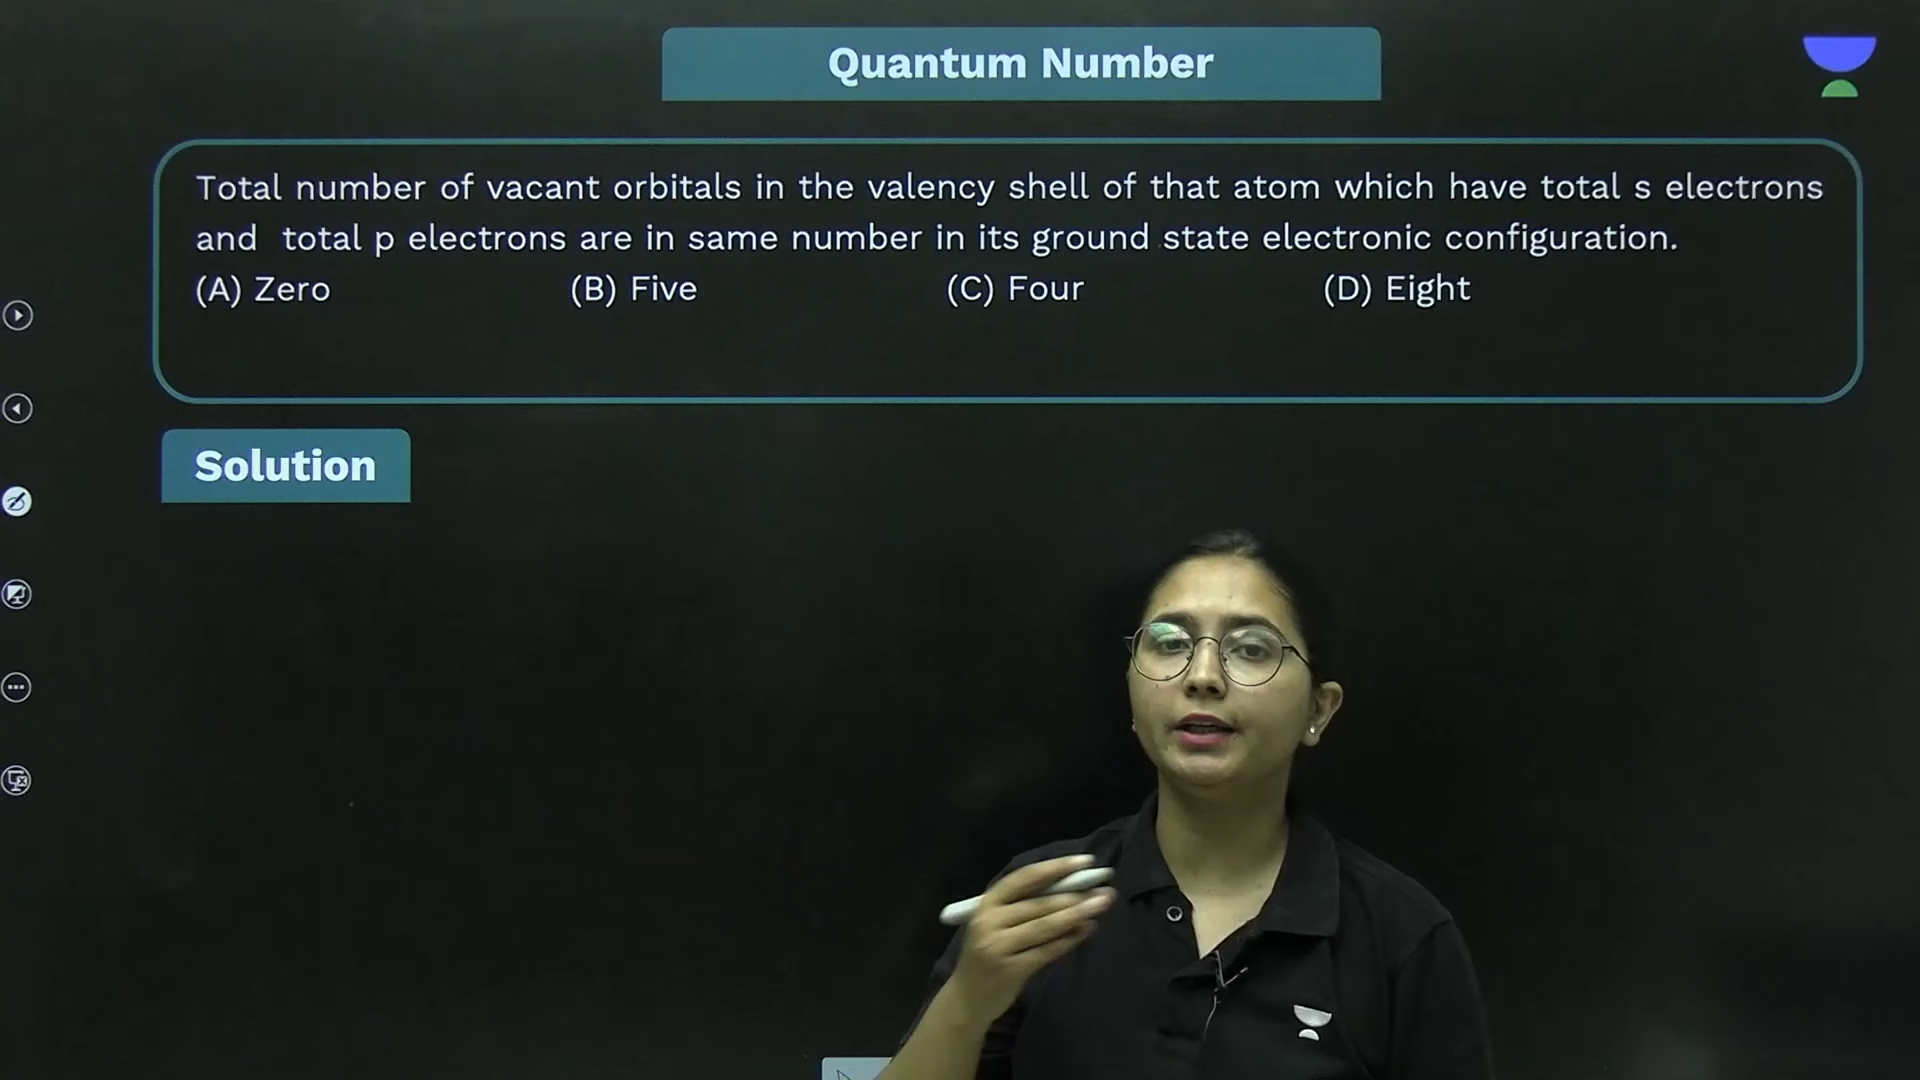 Quantum Number
Total number of vacant orbitals in the valency shell of that atom which have total s electrons
and total p electrons are in same number in its ground state electronic configuration.
(A) Zero (B) Five (C) Four (D) Eight
Solution